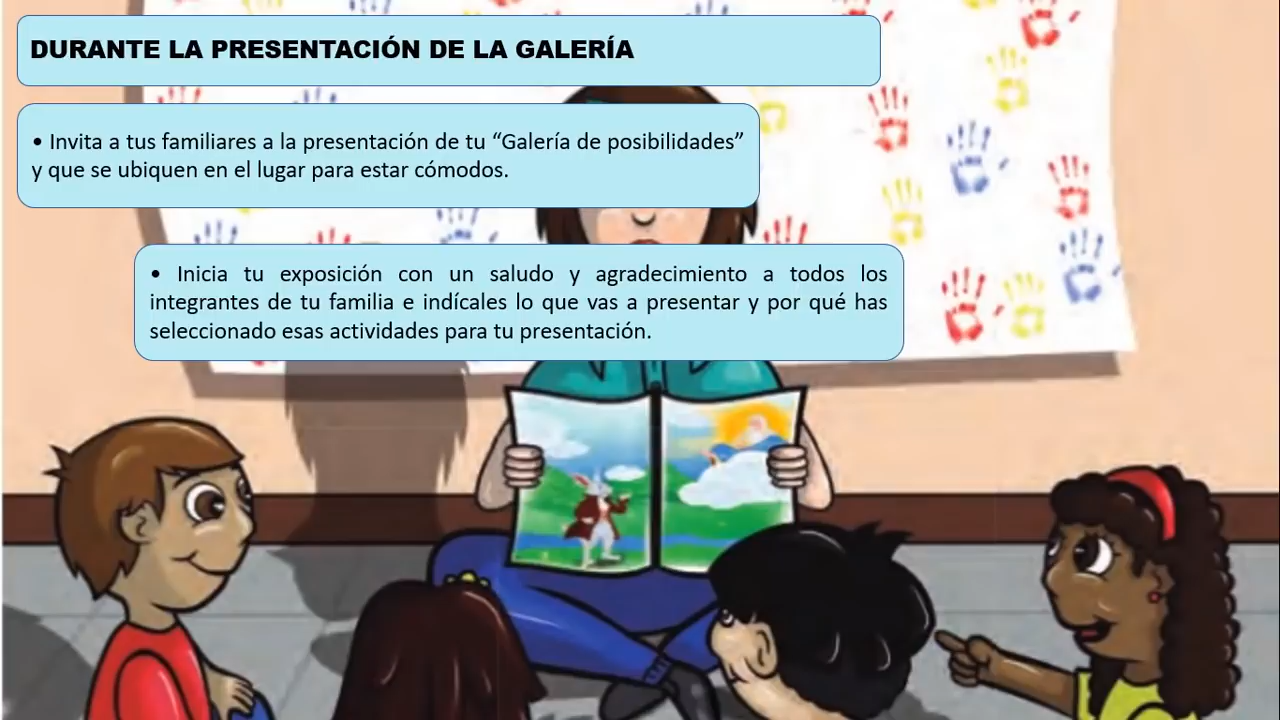 DURANTE LA PRESENTACIÓN DE LA GALERÍA
• Invita a tus familiares a la presentación de tu “Galería de posibilidades”
y que se ubiquen en el lugar para estar cómodos.
• Inicia tu exposición con un saludo y agradecimiento a todos los
integrantes de tu familia e indícales lo que vas a presentar y por qué has
seleccionado esas actividades para tu presentación.